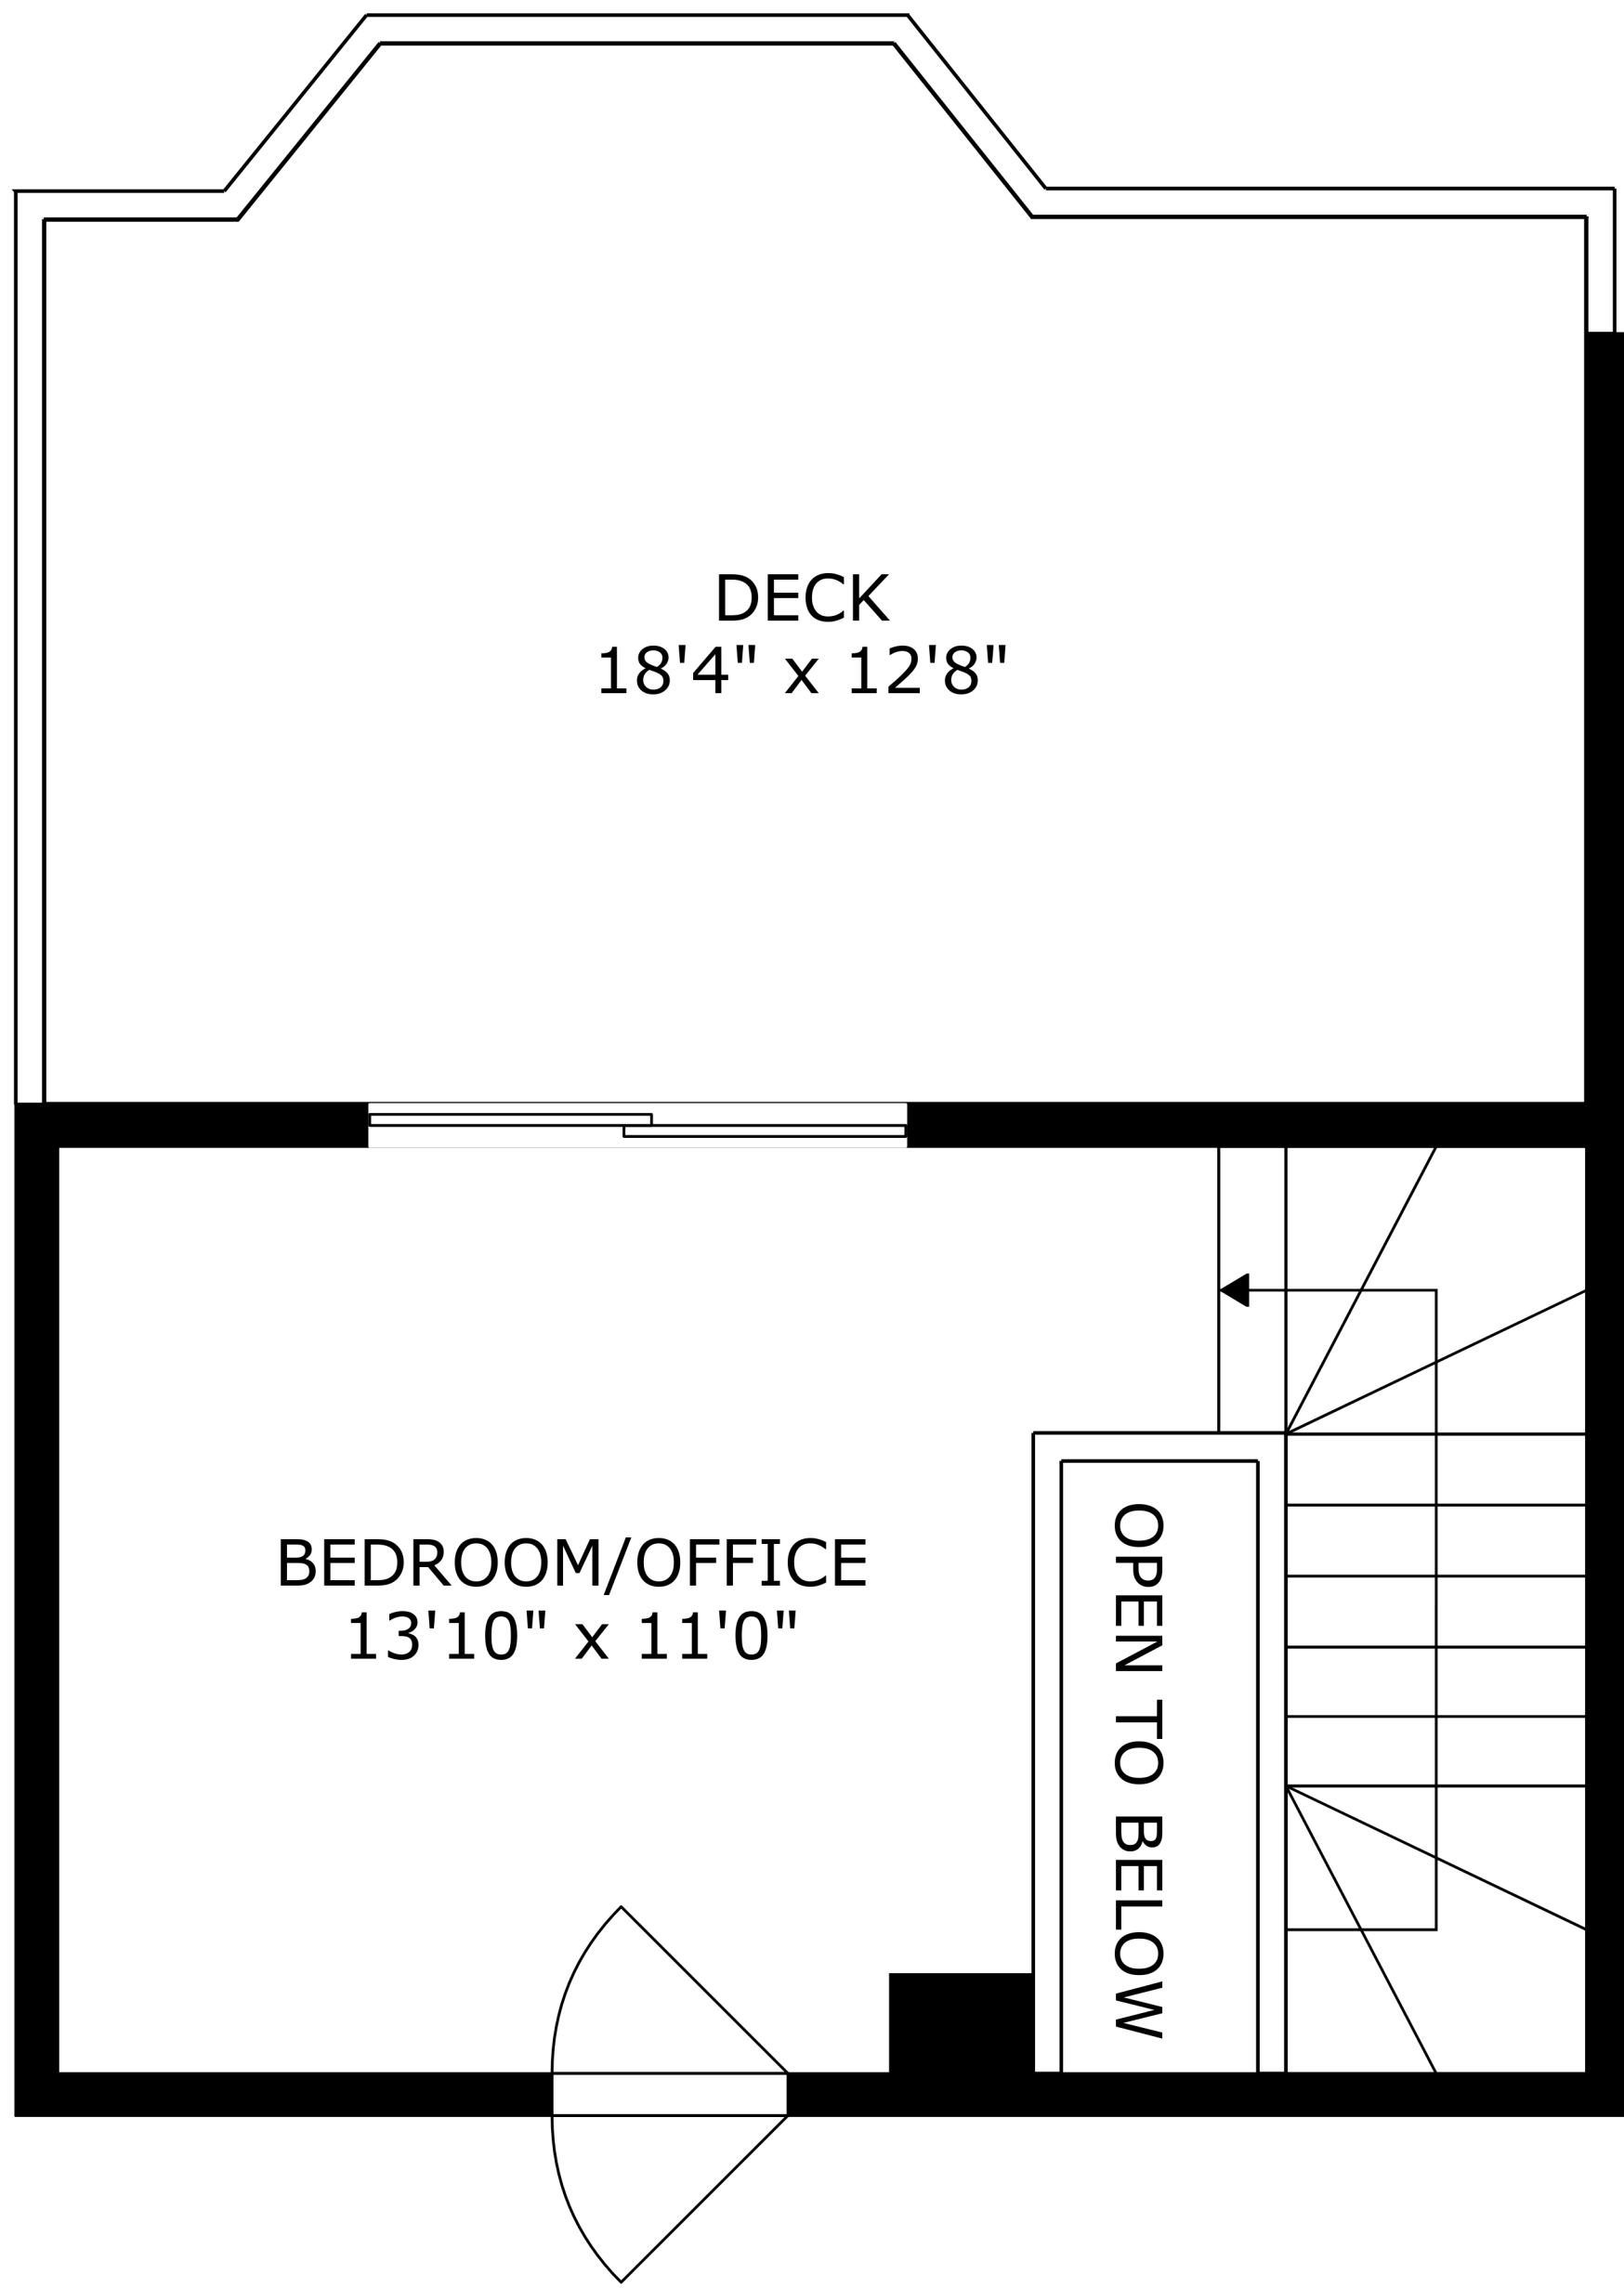 DECK
18'4" x 12'8"
BEDROOM/OFFICE
13'10" x 11'0"
OPEN TO BELOW